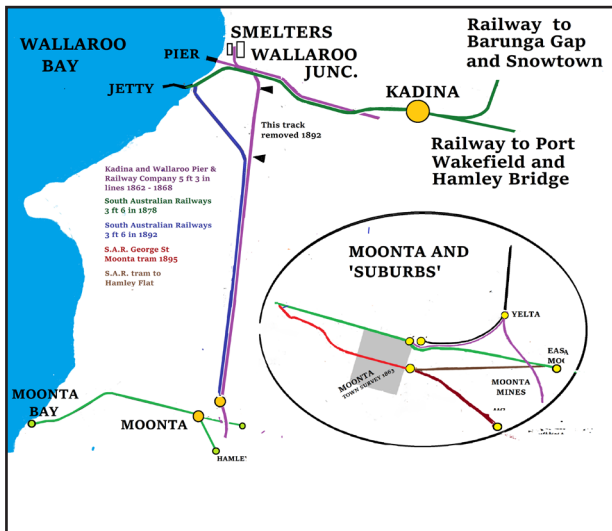 WALLAROO
BAY
SMELTERS
PIER
WALLAROO
JUNC.
JETTY
KADINA
Railway to
Barunga Gap
and Snowtown
Railway to Port
Wakefield and
Hamley Bridge
This track
removed 1892
Kadina and Wallaroo Pier &
Railway Company 5 ft 3 in
lines 1862 - 1868
South Australian Railways
3 ft 6 in 1878
South Australian Railways
3 ft 6 in 1892
S.A.R. George St
Moonta tram 1895
S.A.R. tram to
Hamley Flat
MOONTA AND
'SUBURBS'
YELTA
MOONTA
TOWN SURVEY 1863
MOONTA
MINES
MOONTA
BAY
MOONTA